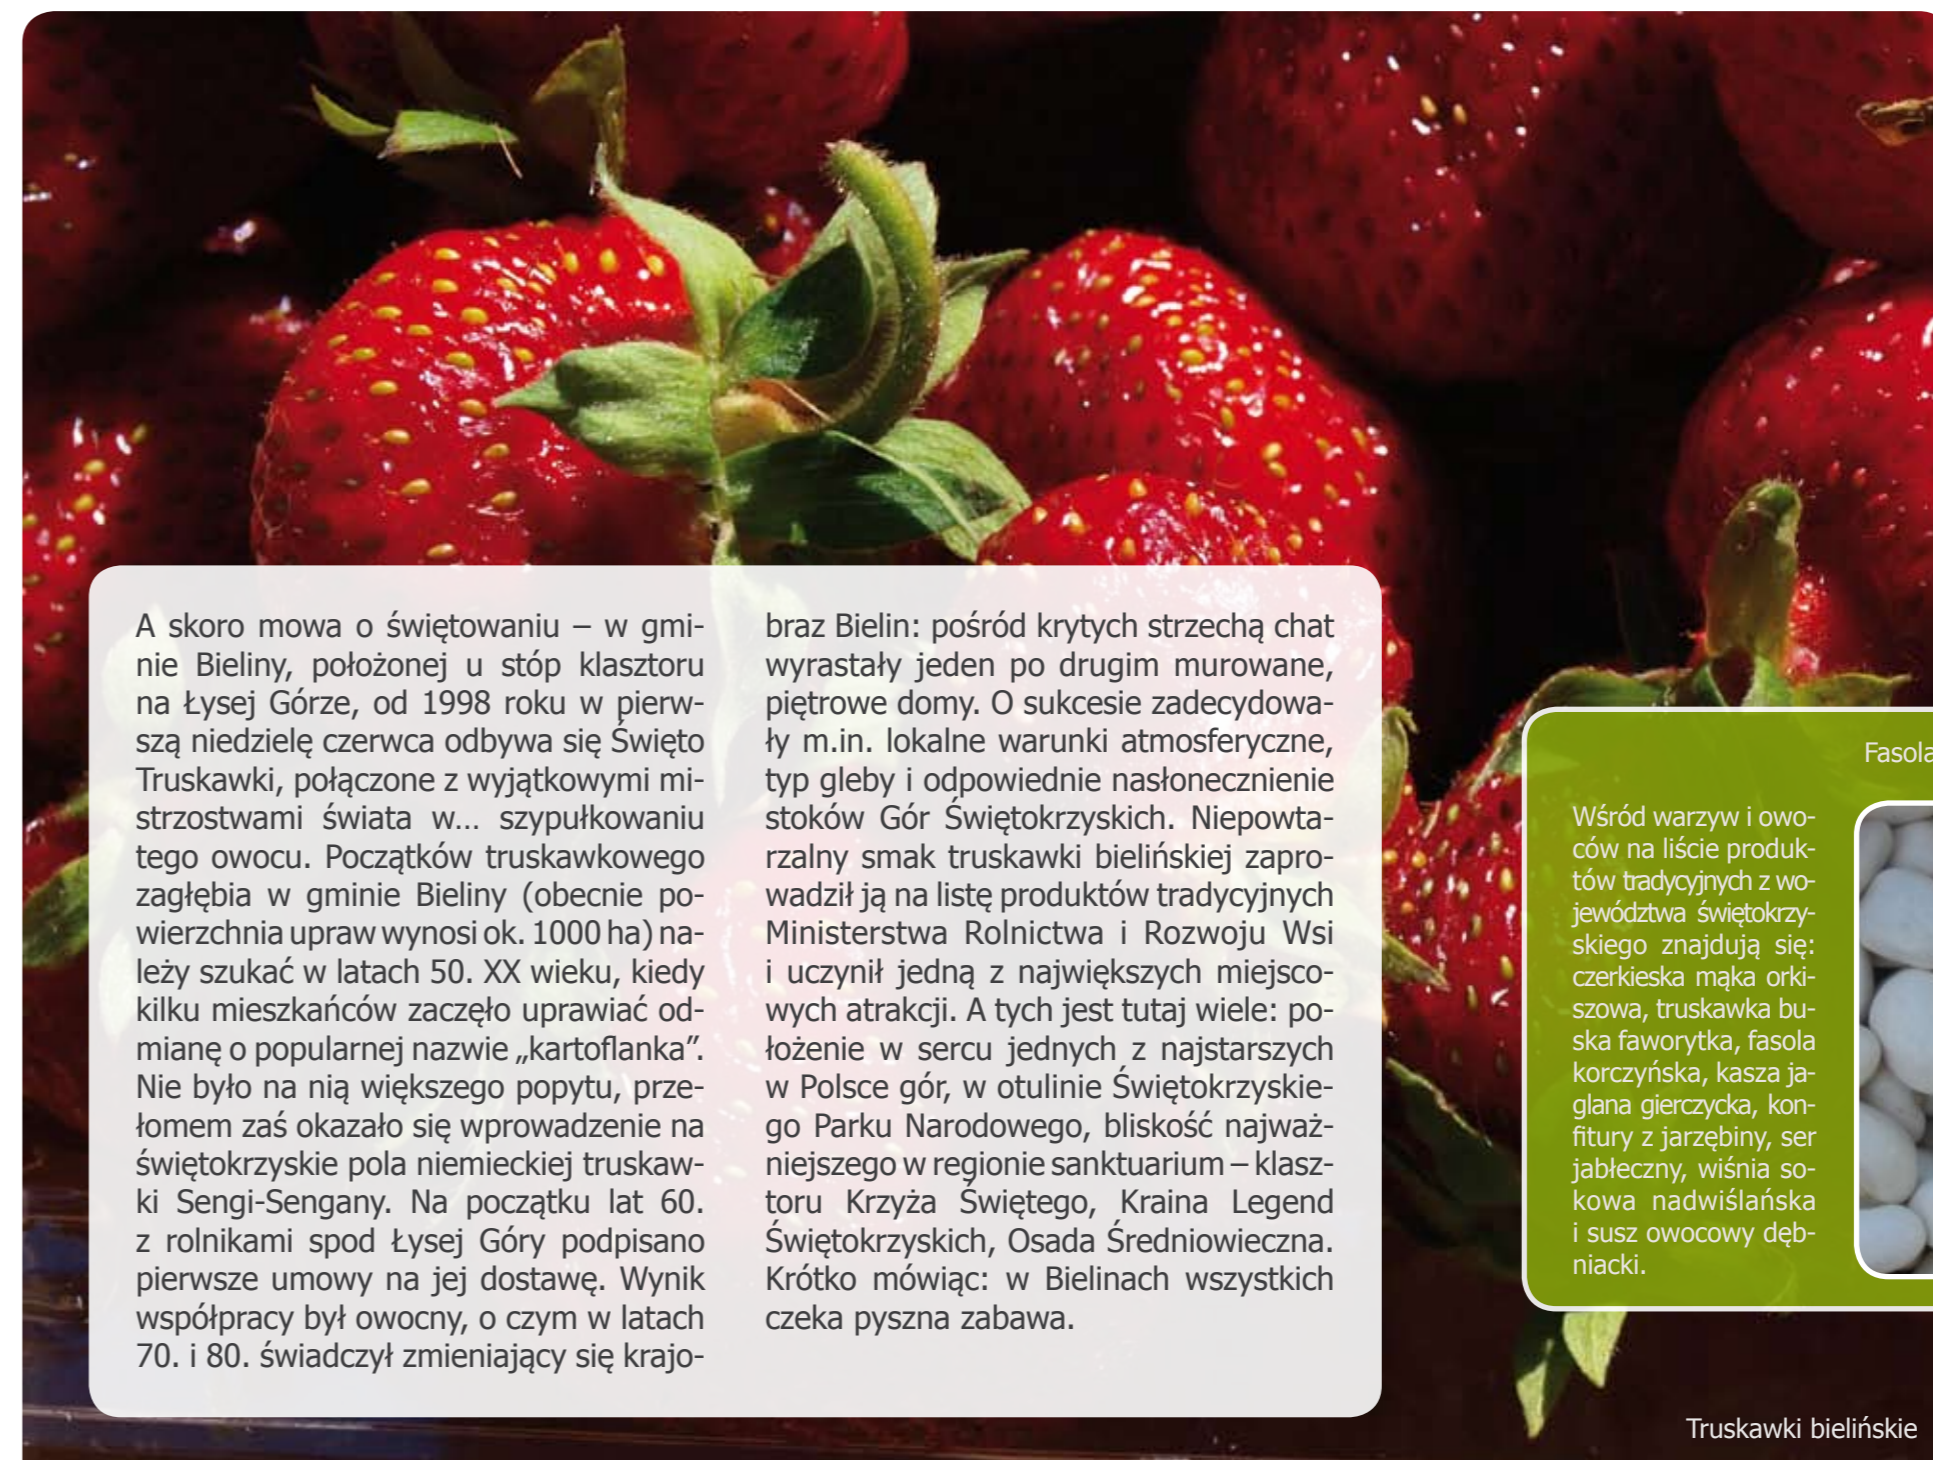 A skoro mowa o świętowaniu – w gmi-
nie Bieliny, położonej u stóp klasztoru
na Łysej Górze, od 1998 roku w pierw-
szą niedzielę czerwca odbywa się Święto
Truskawki, połączone z wyjątkowymi mi-
strzostwami świata w... szypułkowaniu
tego owocu. Początków truskawkowego
zagłębia w gminie Bieliny (obecnie po-
wierzchnia upraw wynosi ok. 1000 ha) na-
leży szukać w latach 50. XX wieku, kiedy
kilku mieszkańców zaczęło uprawiać od-
mianę o popularnej nazwie „kartoflanka”.
Nie było na nią większego popytu, prze-
łomem zaś okazało się wprowadzenie na
świętokrzyskie pola niemieckiej truskaw-
ki Sengi-Sengany. Na początku lat 60.
z rolnikami spod Łysej Góry podpisano
pierwsze umowy na jej dostawę. Wynik
współpracy był owocny, o czym w latach
70. i 80. świadczył zmieniający się krajo-
braz Bielin: pośród krytych strzechą chat
wyrastały jeden po drugim murowane,
piętrowe domy. O sukcesie zadecydowa-
ły m.in. lokalne warunki atmosferyczne,
typ gleby i odpowiednie nasłonecznienie
stoków Gór Świętokrzyskich. Niepowta-
rzalny smak truskawki bielińskiej zapro-
wadził ją na listę produktów tradycyjnych
Ministerstwa Rolnictwa i Rozwoju Wsi
i uczynił jedną z największych miejsco-
wych atrakcji. A tych jest tutaj wiele: po-
łożenie w sercu jednych z najstarszych
w Polsce gór, w otulinie Świętokrzyskie-
go Parku Narodowego, bliskość najważ-
niejszego w regionie sanktuarium – klasz-
toru Krzyża Świętego, Kraina Legend
Świętokrzyskich, Osada Średniowieczna.
Krótko mówiąc: w Bielinach wszystkich
czeka pyszna zabawa.
Fasola
Wśród warzyw i owo-
ców na liście produk-
tów tradycyjnych z wo-
jewództwa świętokrzy-
skiego znajdują się:
czerkieska mąka orki-
szowa, truskawka bu-
ska faworytka, fasola
korczyńska, kasza ja-
glana gierczycka, kon-
fitury z jarzębiny, ser
jabłeczny, wiśnia so-
kowa nadwiślańska
i susz owocowy dęb-
niacki.
Truskawki bielińskie